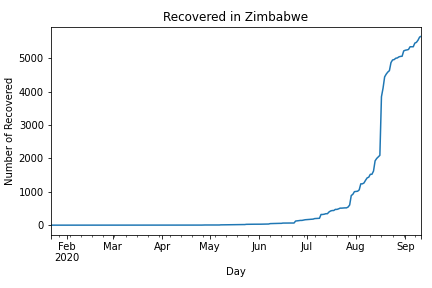 Recovered in Zimbabwe
Number of Recovered
5000
4000
3000
2000
1000
0
Feb Mar Apr May Jun Jul Aug Sep
2020
Day